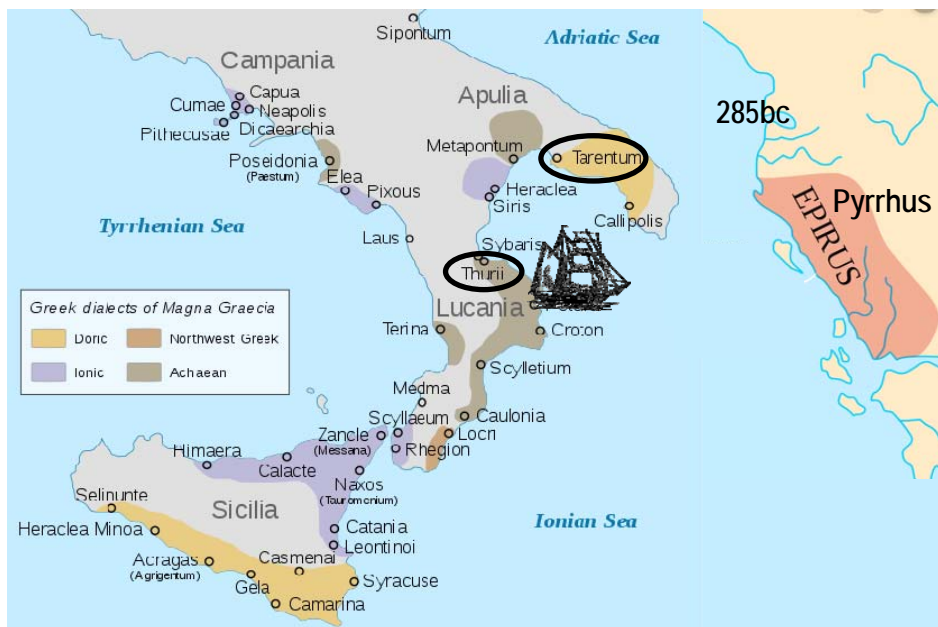 Sipontum
Adriatic Sea
Campania
Capua
Cumae
Neapolis
Dicaearchia
Pithecusae
Apulia
285bc
Metapontum
Tarentum
Poseidonia
(Pæstum)
Elea
Pixous
Heraclea
Siris
Callipolis
Pyrrhus
EPIRUS
Tyrrhenian Sea
Laus
Sybaris
Thurii
Lucania
Greek dialects of Magna Graecia
Doric
Northwest Greek
Ionic
Achaean
Terina
Croton
Scylletium
Medma
Scyllaeum
Caulonia
Zancle
(Messana)
Locri
Rhegion
Himaera
Calacte
Naxos
(Tauromenium)
Selinunte
Sicilia
Ionian Sea
Heraclea Minoa
Catania
Leontinoi
Acragas
(Agrigentum)
Casmenai
Gela
Syracuse
Camarina